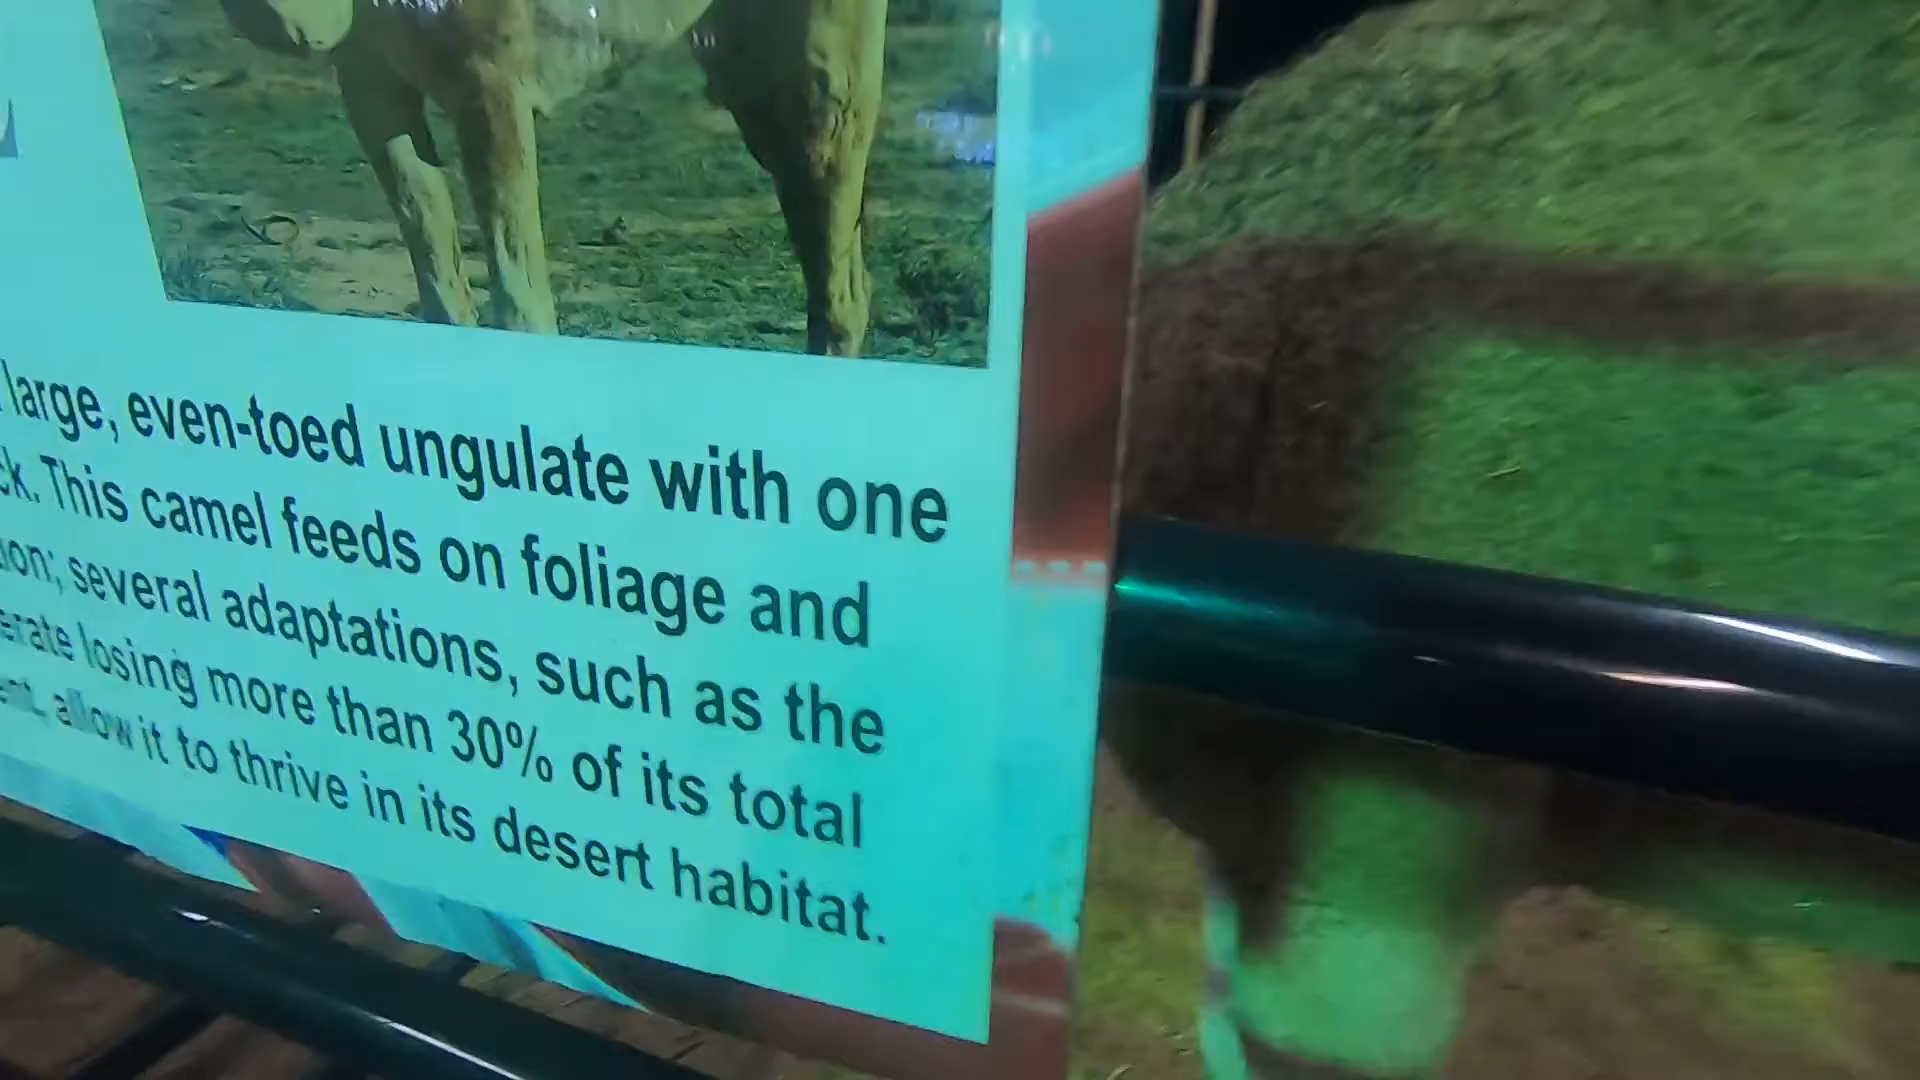 large, even-toed ungulate with one
This camel feeds on foliage and
several adaptations, such as the
losing more than 30% of its total
allow it to thrive in its desert habitat.